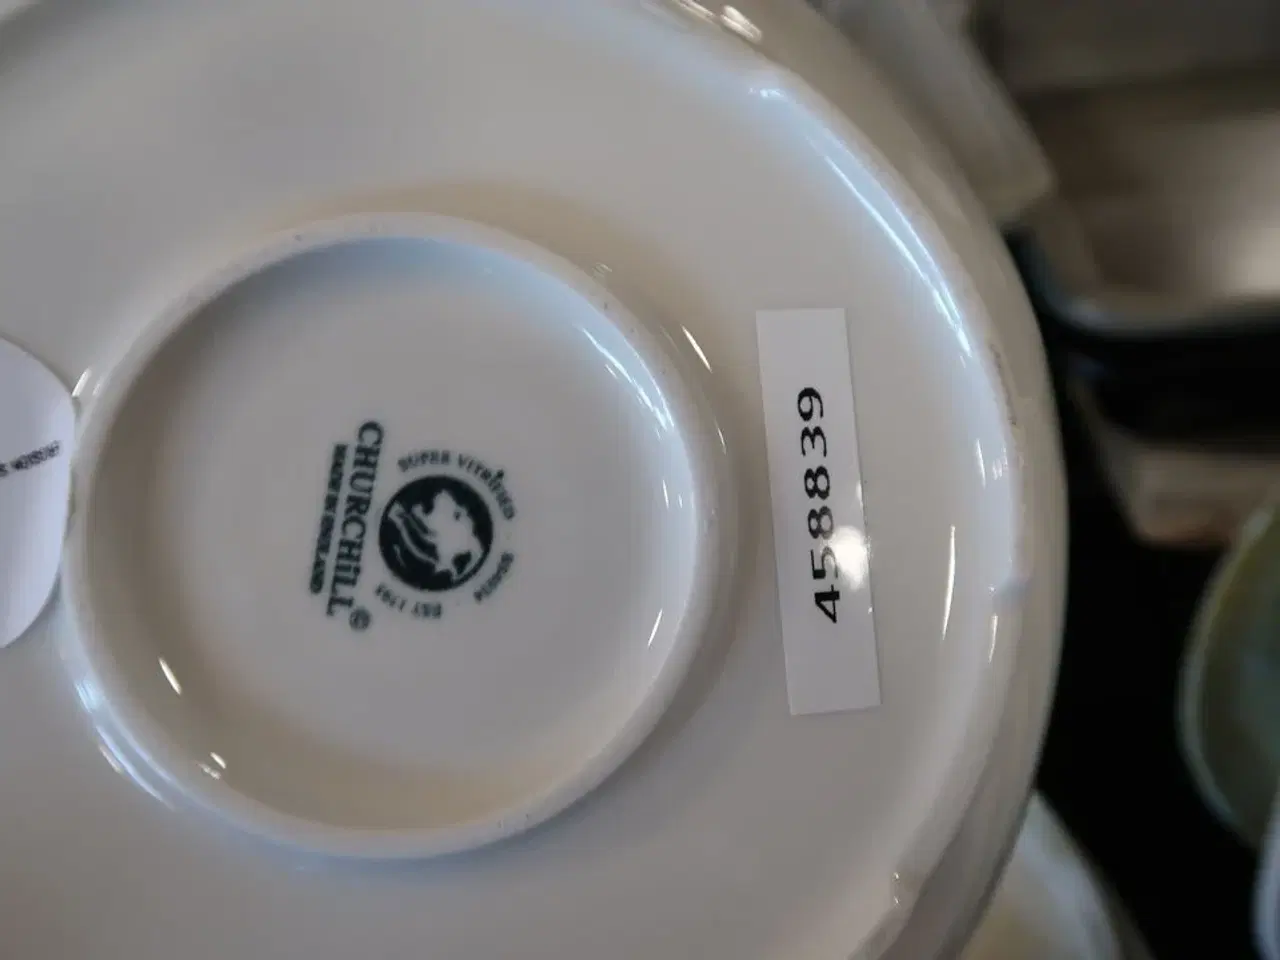 SUPER VITRIFIED
EST 1795
CHURCHiLL®
MADE IN ENGLAND
458839